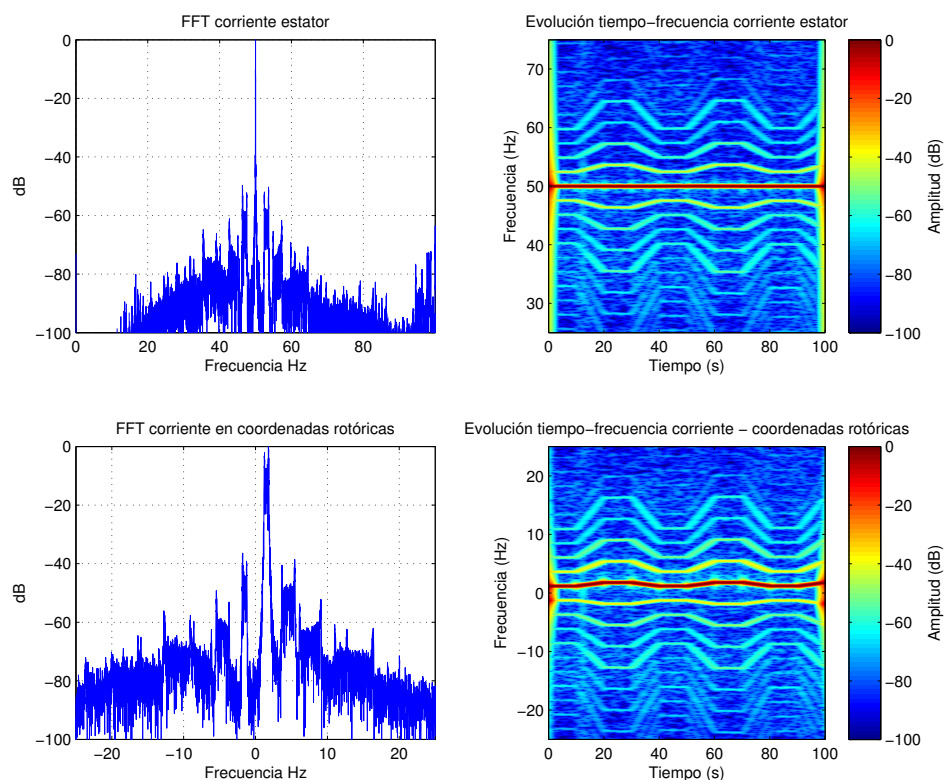 FFT corriente estator
0
−20
−40
−60
−80
−100
dB
0 20 40 60 80
Frecuencia Hz
Evolución tiempo−frecuencia corriente estator
70
60
50
40
30
Frecuencia (Hz)
0 20 40 60 80 100
Tiempo (s)
0
−20
−40
−60
−80
−100
Amplitud (dB)
FFT corriente en coordenadas rotóricas
0
−20
−40
−60
−80
−100
dB
−20 −10 0 10 20
Frecuencia Hz
Evolución tiempo−frecuencia corriente − coordenadas rotóricas
20
10
0
−10
−20
Frecuencia (Hz)
0 20 40 60 80 100
Tiempo (s)
0
−20
−40
−60
−80
−100
Amplitud (dB)